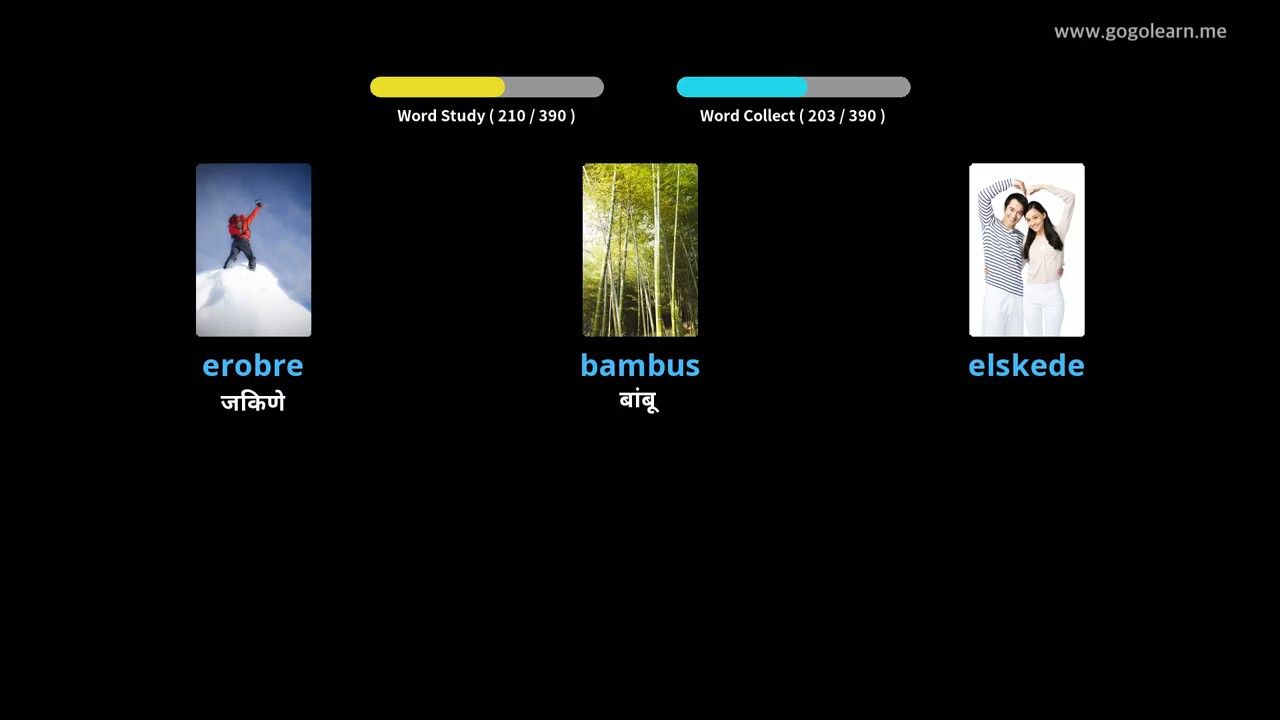 www.gogolearn.me
Word Study ( 210 / 390 )
Word Collect ( 203 / 390 )
erobre
bambus
elskede
जकिणे
बांबू